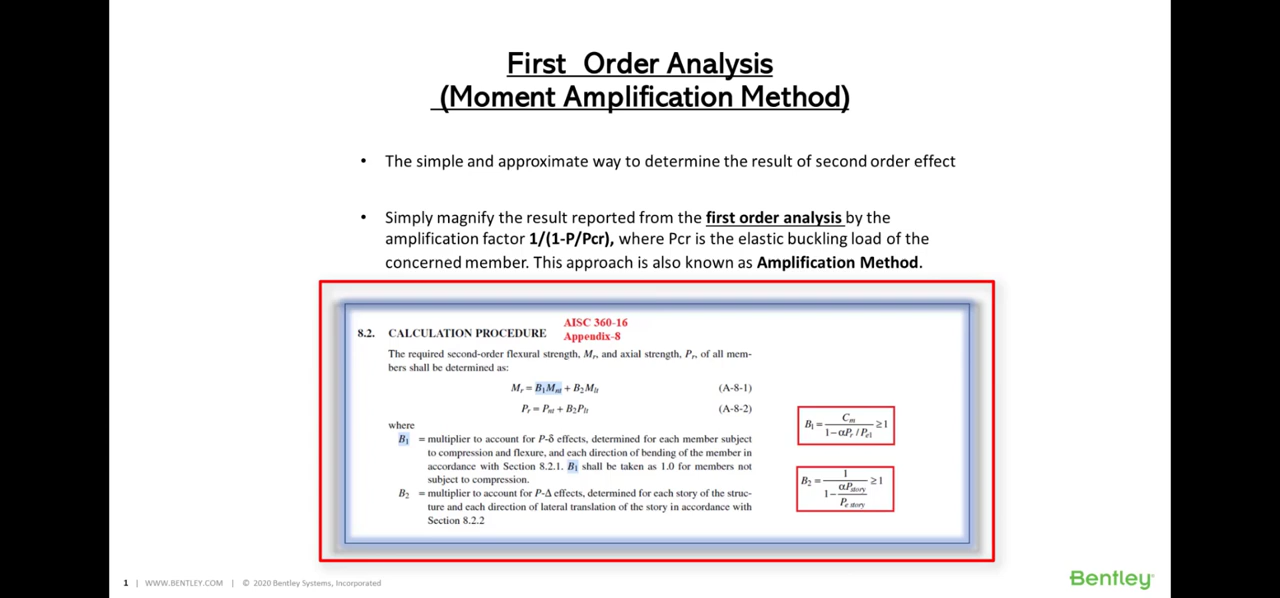 First Order Analysis
(Moment Amplification Method)
• The simple and approximate way to determine the result of second order effect
• Simply magnify the result reported from the first order analysis by the
amplification factor 1/(1-P/Pcr), where Pcr is the elastic buckling load of the
concerned member. This approach is also known as Amplification Method.
8.2. CALCULATION PROCEDURE
AISC 360-16
Appendix-8
The required second-order flexural strength, Mr, and axial strength, Pr, of all mem-
bers shall be determined as:
Mr = B1Mnt + B2Mlt (A-8-1)
Pr = Pnt + B2Plt (A-8-2)
where
B1 = multiplier to account for P-δ effects, determined for each member subject
to compression and flexure, and each direction of bending of the member in
accordance with Section 8.2.1. B1 shall be taken as 1.0 for members not
subject to compression.
B2 = multiplier to account for P-Δ effects, determined for each story of the struc-
ture and each direction of lateral translation of the story in accordance with
Section 8.2.2
B1 = Cm / (1 − αPr / Pe1) ≥ 1
B2 = 1 / (1 − αPstory / Pe story) ≥ 1
1 | WWW.BENTLEY.COM | © 2020 Bentley Systems, Incorporated
Bentley®